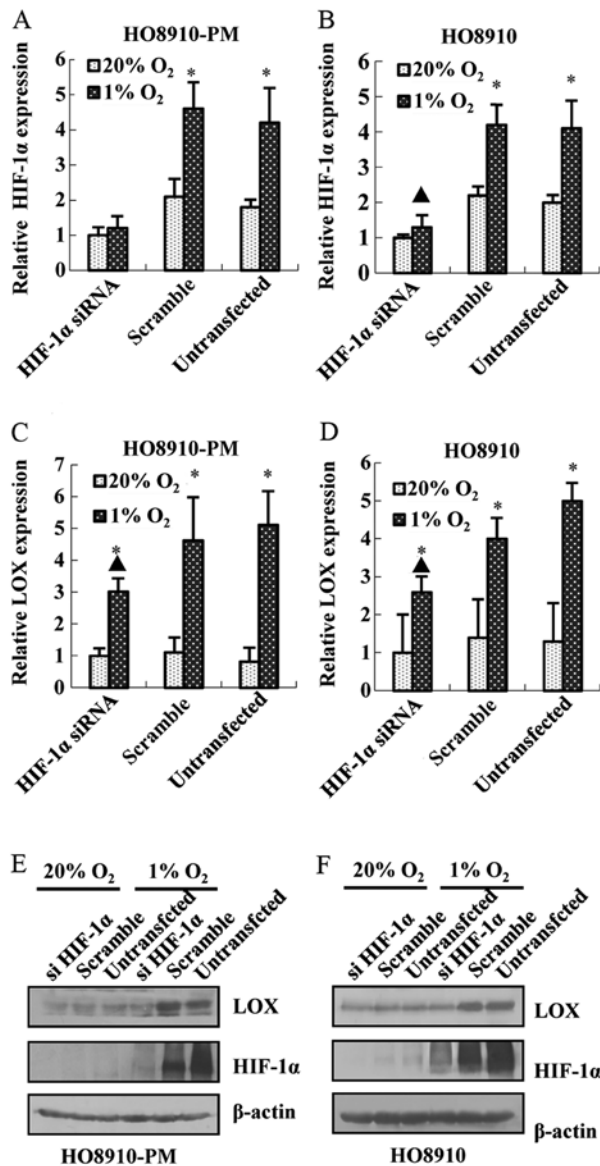 A
HO8910-PM
Relative HIF-1α expression
6
5
4
3
2
1
0
20% O2
1% O2
*
*
HIF-1α siRNA
Scramble
Untransfected
B
HO8910
Relative HIF-1α expression
6
5
4
3
2
1
0
20% O2
1% O2
▲
*
*
HIF-1α siRNA
Scramble
Untransfected
C
HO8910-PM
Relative LOX expression
7
6
5
4
3
2
1
0
20% O2
1% O2
*
▲
*
*
HIF-1α siRNA
Scramble
Untransfected
D
HO8910
Relative LOX expression
6
5
4
3
2
1
0
20% O2
1% O2
*
▲
*
*
HIF-1α siRNA
Scramble
Untransfected
E
20% O2 1% O2
si HIF-1α
Scramble
Untransfcted
si HIF-1α
Scramble
Untransfcted
LOX
HIF-1α
β-actin
HO8910-PM
F
20% O2 1% O2
si HIF-1α
Scramble
Untransfcted
si HIF-1α
Scramble
Untransfcted
LOX
HIF-1α
β-actin
HO8910